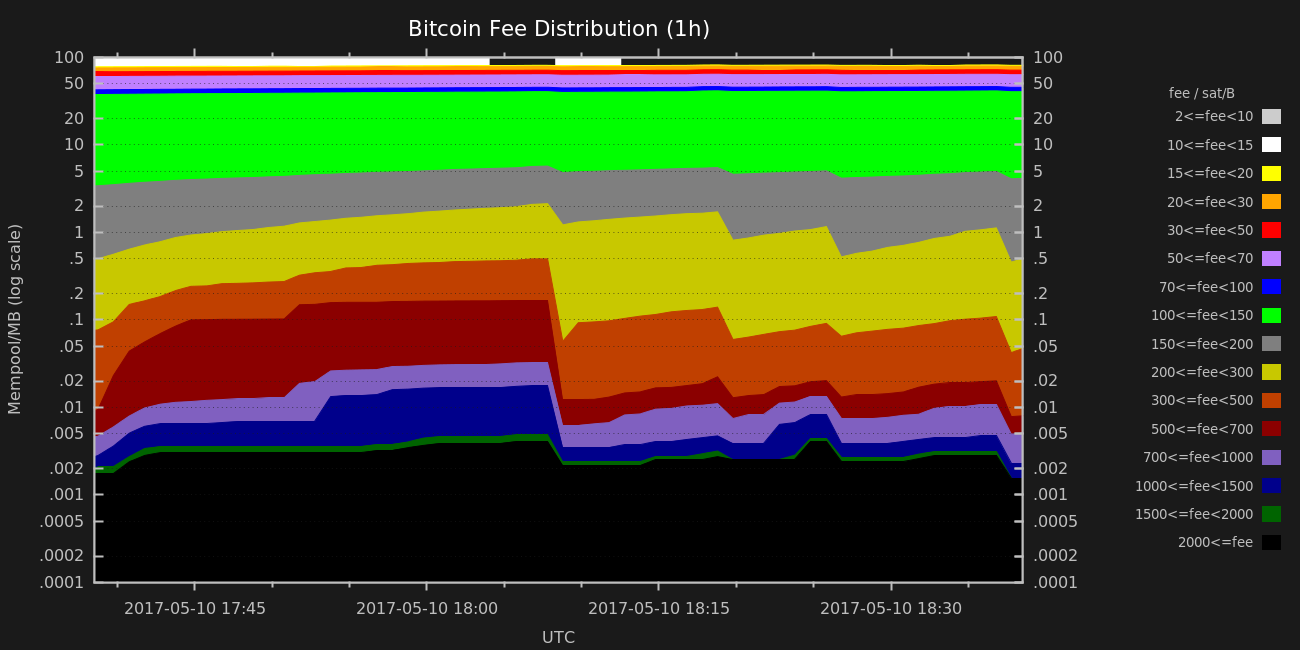 Bitcoin Fee Distribution (1h)
Mempool/MB (log scale)
100
50
20
10
5
2
1
.5
.2
.1
.05
.02
.01
.005
.002
.001
.0005
.0002
.0001
100
50
20
10
5
2
1
.5
.2
.1
.05
.02
.01
.005
.002
.001
.0005
.0002
.0001
2017-05-10 17:45
2017-05-10 18:00
2017-05-10 18:15
2017-05-10 18:30
UTC
fee / sat/B
2<=fee<10
10<=fee<15
15<=fee<20
20<=fee<30
30<=fee<50
50<=fee<70
70<=fee<100
100<=fee<150
150<=fee<200
200<=fee<300
300<=fee<500
500<=fee<700
700<=fee<1000
1000<=fee<1500
1500<=fee<2000
2000<=fee